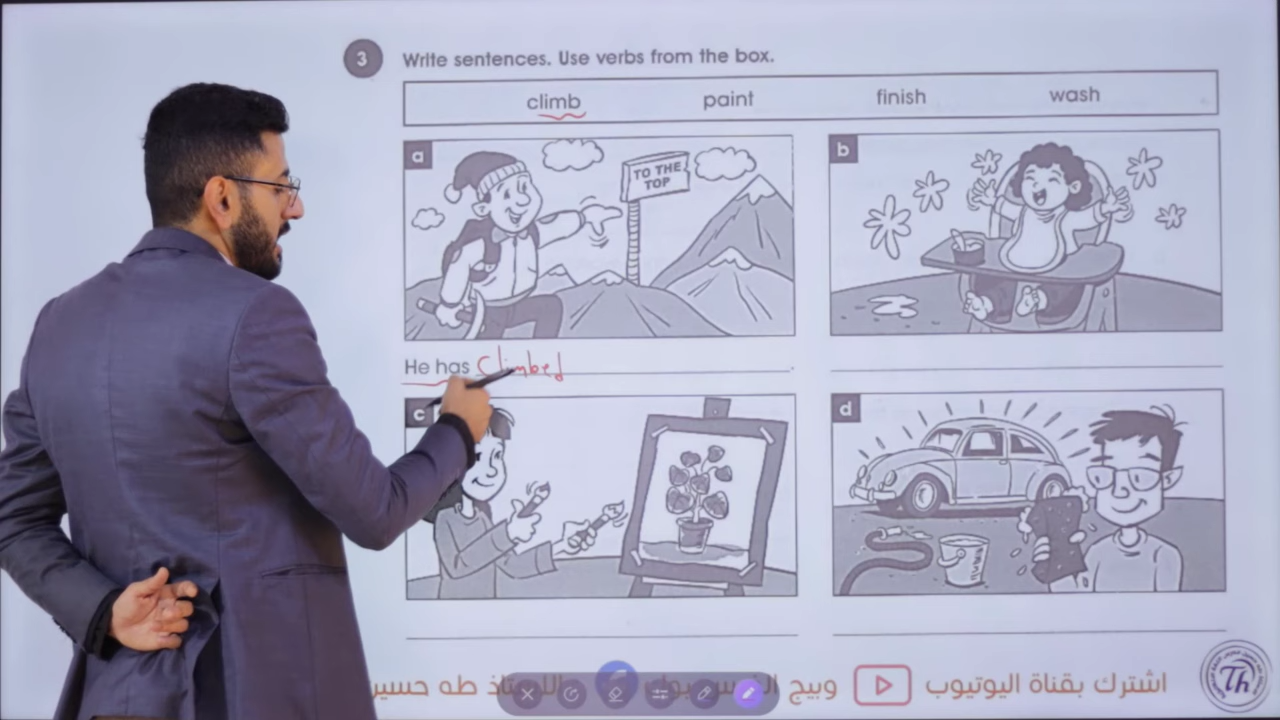 3 Write sentences. Use verbs from the box.
climb paint finish wash
a
TO THE
TOP
b
He has climbed
c
d
اشترك بقناة اليوتيوب وبيج طه حسين
Th